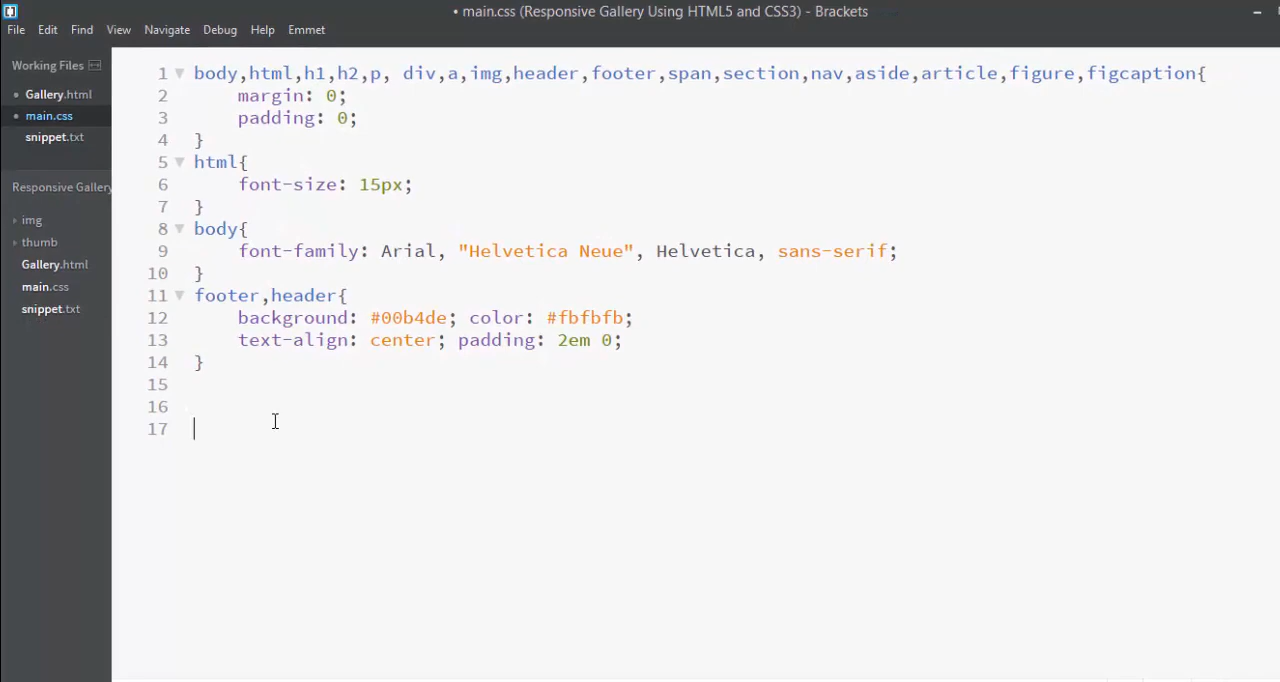 • main.css (Responsive Gallery Using HTML5 and CSS3) - Brackets
File Edit Find View Navigate Debug Help Emmet
Working Files
Gallery.html
main.css
snippet.txt
Responsive Gallery
img
thumb
Gallery.html
main.css
snippet.txt
1 body,html,h1,h2,p, div,a,img,header,footer,span,section,nav,aside,article,figure,figcaption{
2 margin: 0;
3 padding: 0;
4 }
5 html{
6 font-size: 15px;
7 }
8 body{
9 font-family: Arial, "Helvetica Neue", Helvetica, sans-serif;
10 }
11 footer,header{
12 background: #00b4de; color: #fbfbfb;
13 text-align: center; padding: 2em 0;
14 }
15
16
17